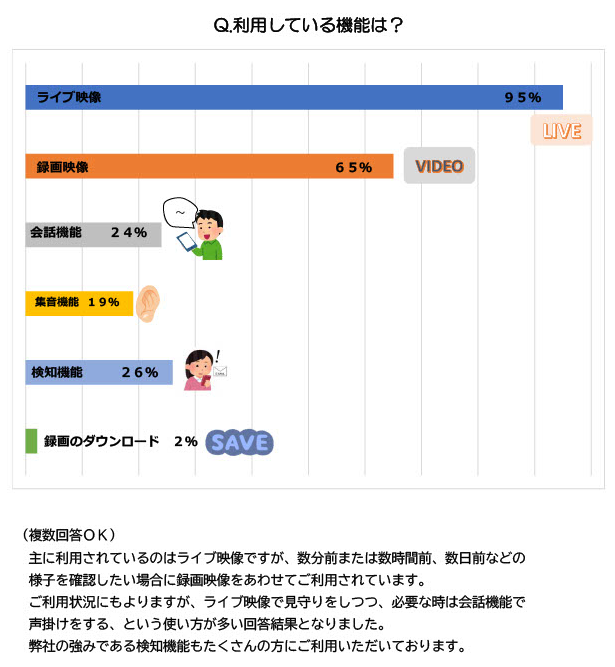 Q.利用している機能は？
ライブ映像 ９５％
LIVE
録画映像 ６５％
VIDEO
～
会話機能 ２４％
集音機能 １９％
!
検知機能 ２６％
録画のダウンロード ２％
SAVE
（複数回答ＯＫ）
主に利用されているのはライブ映像ですが、数分前または数時間前、数日前などの
様子を確認したい場合に録画映像をあわせてご利用されています。
ご利用状況にもよりますが、ライブ映像で見守りをしつつ、必要な時は会話機能で
声掛けをする、という使い方が多い回答結果となりました。
弊社の強みである検知機能もたくさんの方にご利用いただいております。